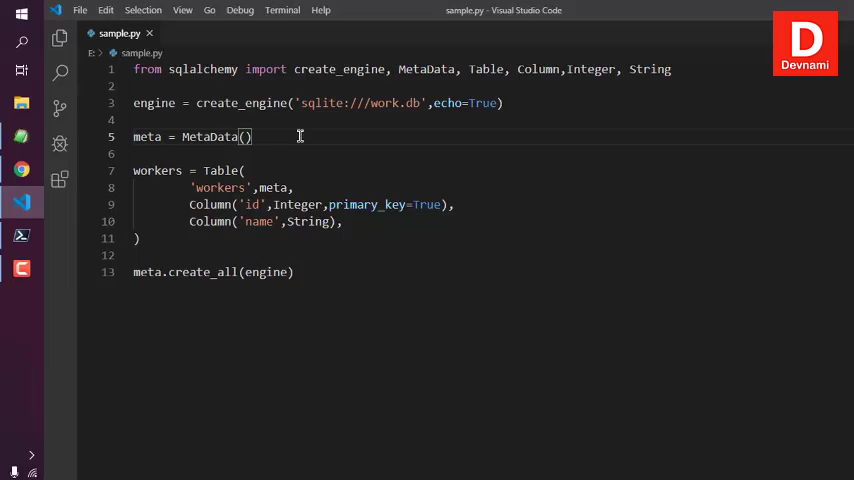 File Edit Selection View Go Debug Terminal Help sample.py - Visual Studio Code
D
Devnami
sample.py ×
E: > sample.py
1 from sqlalchemy import create_engine, MetaData, Table, Column,Integer, String
2
3 engine = create_engine('sqlite:///work.db',echo=True)
4
5 meta = MetaData()
6
7 workers = Table(
8 'workers',meta,
9 Column('id',Integer,primary_key=True),
10 Column('name',String),
11 )
12
13 meta.create_all(engine)